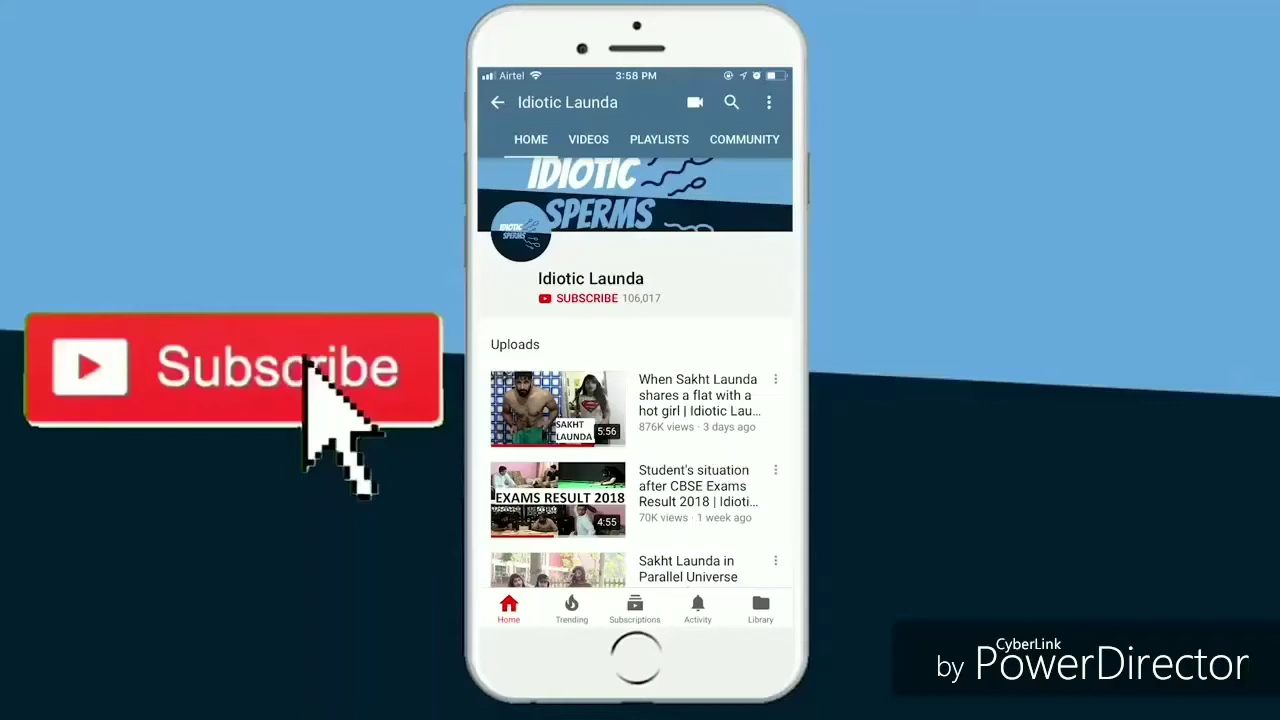 Airtel
3:58 PM
Idiotic Launda
HOME VIDEOS PLAYLISTS COMMUNITY
IDIOTIC
SPERMS
IDIOTIC
SPERMS
Idiotic Launda
SUBSCRIBE 106,017
Subscribe
Uploads
When Sakht Launda
shares a flat with a
hot girl | Idiotic Lau...
876K views · 3 days ago
SAKHT
LAUNDA
5:56
Student's situation
after CBSE Exams
Result 2018 | Idioti...
70K views · 1 week ago
EXAMS RESULT 2018
4:55
Sakht Launda in
Parallel Universe
Home Trending Subscriptions Activity Library
CyberLink
by PowerDirector